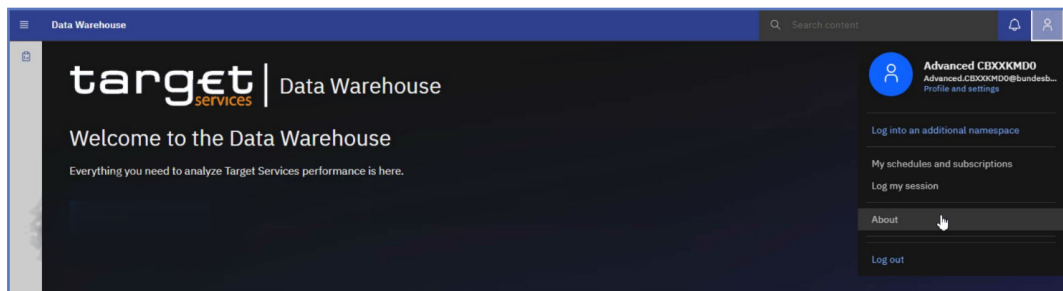 Data Warehouse
Search content
target
services
Data Warehouse
Welcome to the Data Warehouse
Everything you need to analyze Target Services performance is here.
Advanced CBXXKMD0
Advanced.CBXXKMD0@bundesb...
Profile and settings
Log into an additional namespace
My schedules and subscriptions
Log my session
About
Log out